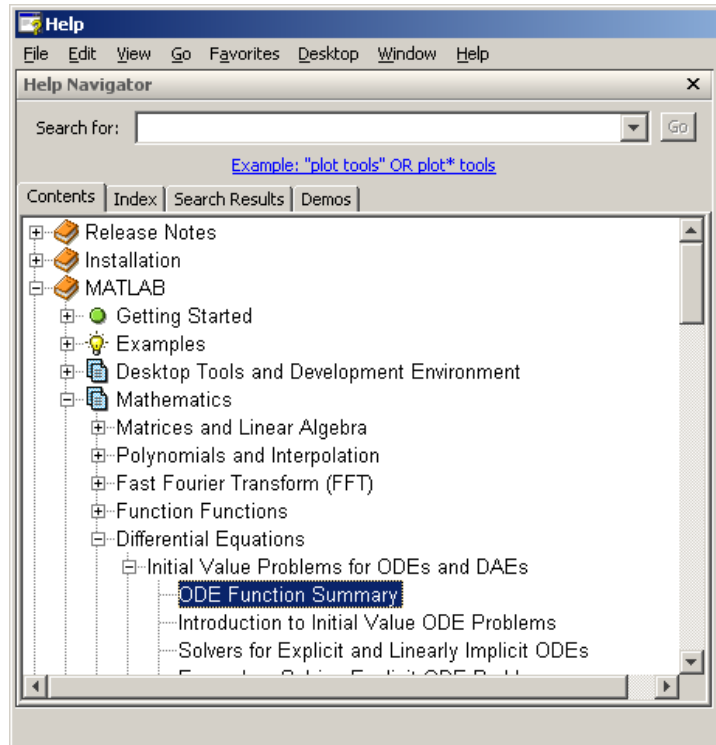 Help
File Edit View Go Favorites Desktop Window Help
Help Navigator
Search for: Go
Example: "plot tools" OR plot* tools
Contents Index Search Results Demos
Release Notes
Installation
MATLAB
Getting Started
Examples
Desktop Tools and Development Environment
Mathematics
Matrices and Linear Algebra
Polynomials and Interpolation
Fast Fourier Transform (FFT)
Function Functions
Differential Equations
Initial Value Problems for ODEs and DAEs
ODE Function Summary
Introduction to Initial Value ODE Problems
Solvers for Explicit and Linearly Implicit ODEs